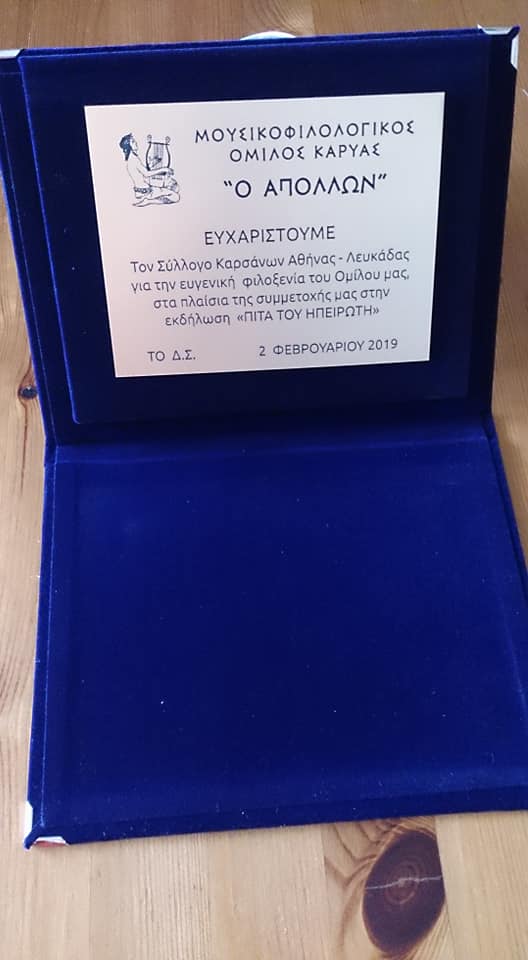 ΜΟΥΣΙΚΟΦΙΛΟΛΟΓΙΚΟΣ
ΟΜΙΛΟΣ ΚΑΡΥΑΣ
"Ο ΑΠΟΛΛΩΝ"
ΕΥΧΑΡΙΣΤΟΥΜΕ
Τον Σύλλογο Καρσάνων Αθήνας - Λευκάδας
για την ευγενική φιλοξενία του Ομίλου μας,
στα πλαίσια της συμμετοχής μας στην
εκδήλωση «ΠΙΤΑ ΤΟΥ ΗΠΕΙΡΩΤΗ»
ΤΟ Δ.Σ. 2 ΦΕΒΡΟΥΑΡΙΟΥ 2019